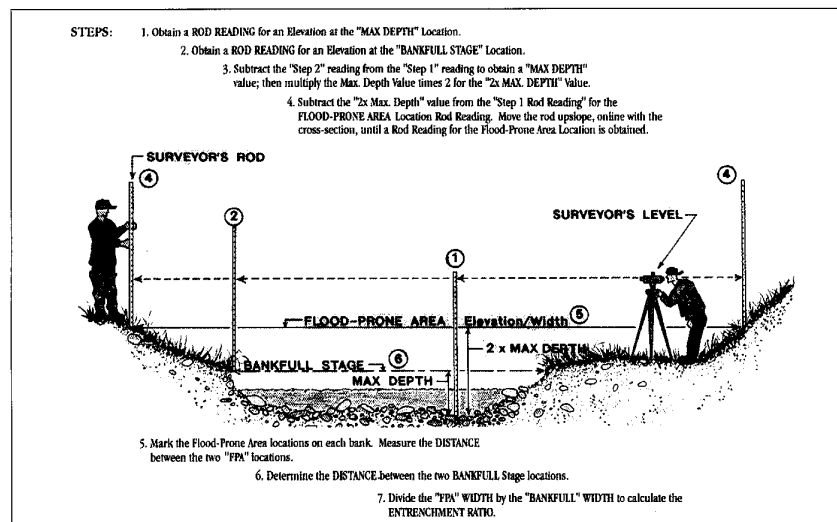 STEPS: 1. Obtain a ROD READING for an Elevation at the "MAX DEPTH" Location.
2. Obtain a ROD READING for an Elevation at the "BANKFULL STAGE" Location.
3. Subtract the "Step 2" reading from the "Step 1" reading to obtain a "MAX DEPTH"
value; then multiply the Max. Depth Value times 2 for the "2x MAX. DEPTH" Value.
4. Subtract the "2x Max. Depth" value from the "Step 1 Rod Reading" for the
FLOOD-PRONE AREA Location Rod Reading. Move the rod upslope, online with the
cross-section, until a Rod Reading for the Flood-Prone Area Location is obtained.
SURVEYOR'S ROD
4
4
2
SURVEYOR'S LEVEL
1
FLOOD-PRONE AREA Elevation/Width 5
2 x MAX DEPTH
BANKFULL STAGE 6
MAX DEPTH
5. Mark the Flood-Prone Area locations on each bank. Measure the DISTANCE
between the two "FPA" locations.
6. Determine the DISTANCE between the two BANKFULL Stage locations.
7. Divide the "FPA" WIDTH by the "BANKFULL" WIDTH to calculate the
ENTRENCHMENT RATIO.